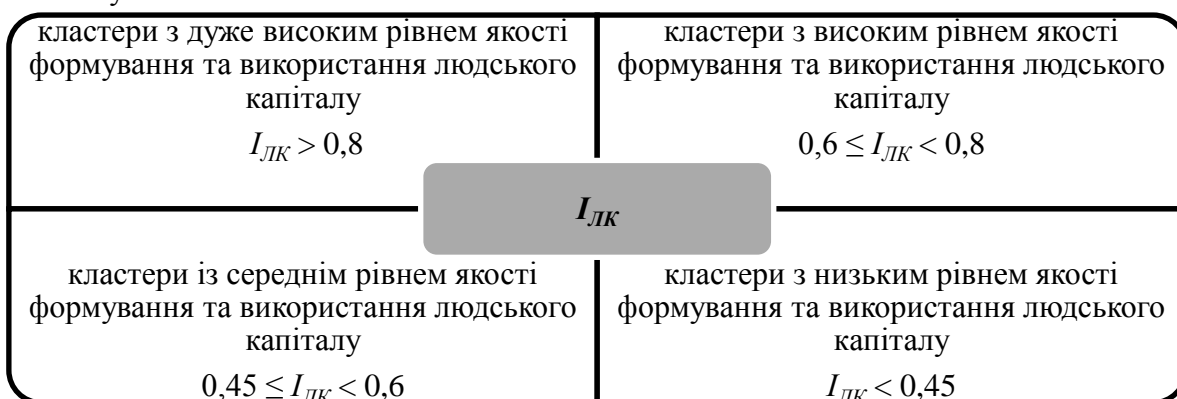 кластери з дуже високим рівнем якості
формування та використання людського
капіталу
I_ЛК > 0,8
кластери з високим рівнем якості
формування та використання людського
капіталу
0,6 ≤ I_ЛК < 0,8
I_ЛК
кластери із середнім рівнем якості
формування та використання людського
капіталу
0,45 ≤ I_ЛК < 0,6
кластери з низьким рівнем якості
формування та використання людського
капіталу
I_ЛК < 0,45